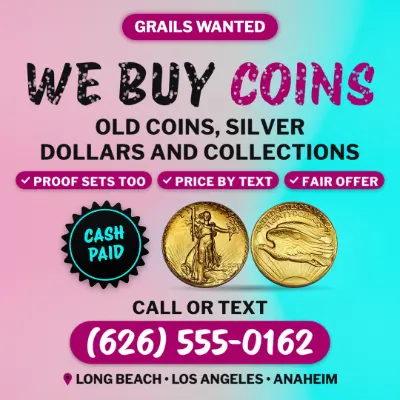 GRAILS WANTED
WE BUY COINS
OLD COINS, SILVER
DOLLARS AND COLLECTIONS
PROOF SETS TOO
PRICE BY TEXT
FAIR OFFER
CASH
PAID
CALL OR TEXT
(626) 555-0162
LONG BEACH • LOS ANGELES • ANAHEIM